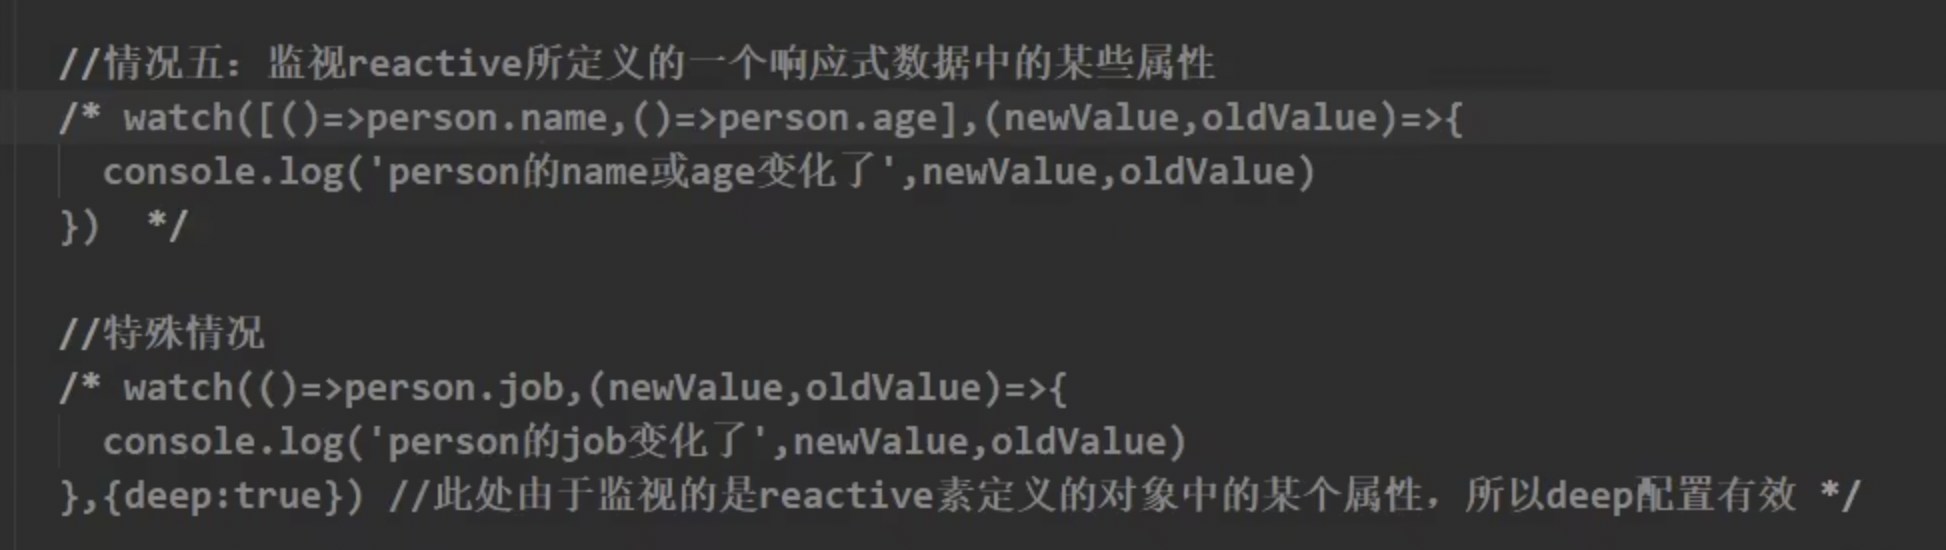 //情况五：监视reactive所定义的一个响应式数据中的某些属性
/* watch([()=>person.name,()=>person.age],(newValue,oldValue)=>{
console.log('person的name或age变化了',newValue,oldValue)
})  */
//特殊情况
/* watch(()=>person.job,(newValue,oldValue)=>{
console.log('person的job变化了',newValue,oldValue)
},{deep:true}) //此处由于监视的是reactive素定义的对象中的某个属性，所以deep配置有效 */